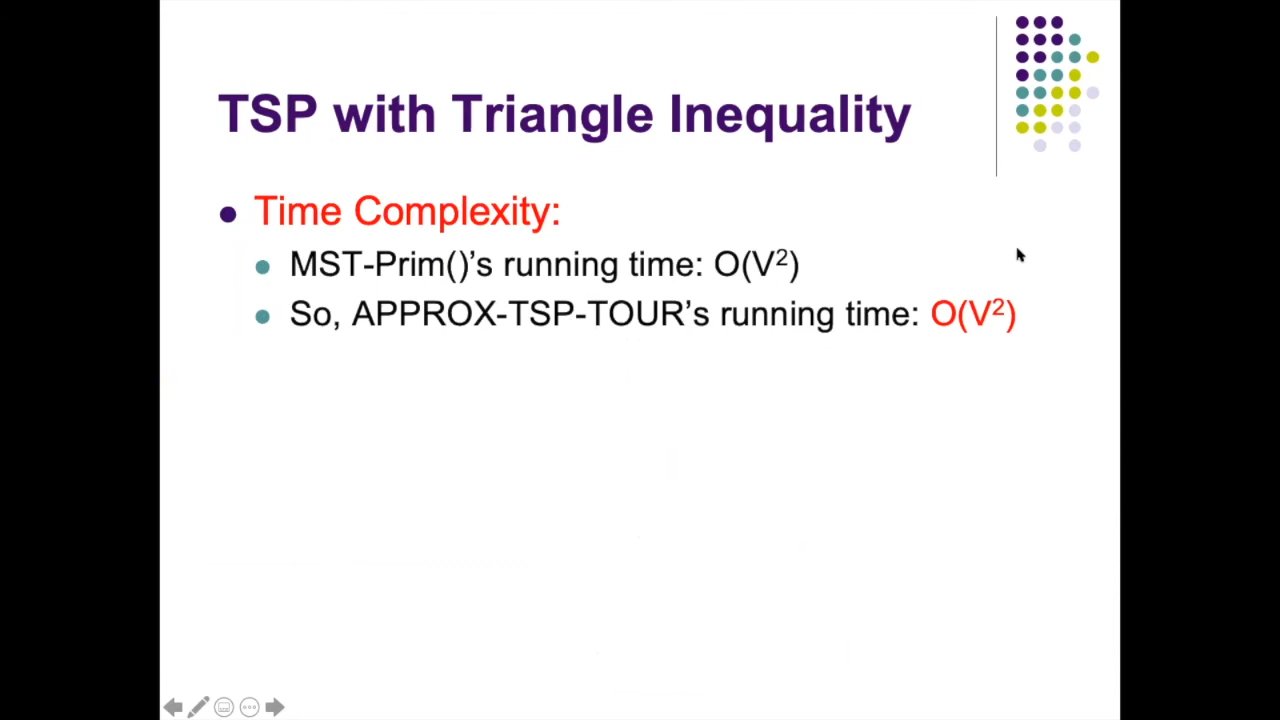 TSP with Triangle Inequality
Time Complexity:
MST-Prim()’s running time: O(V²)
So, APPROX-TSP-TOUR’s running time: O(V²)